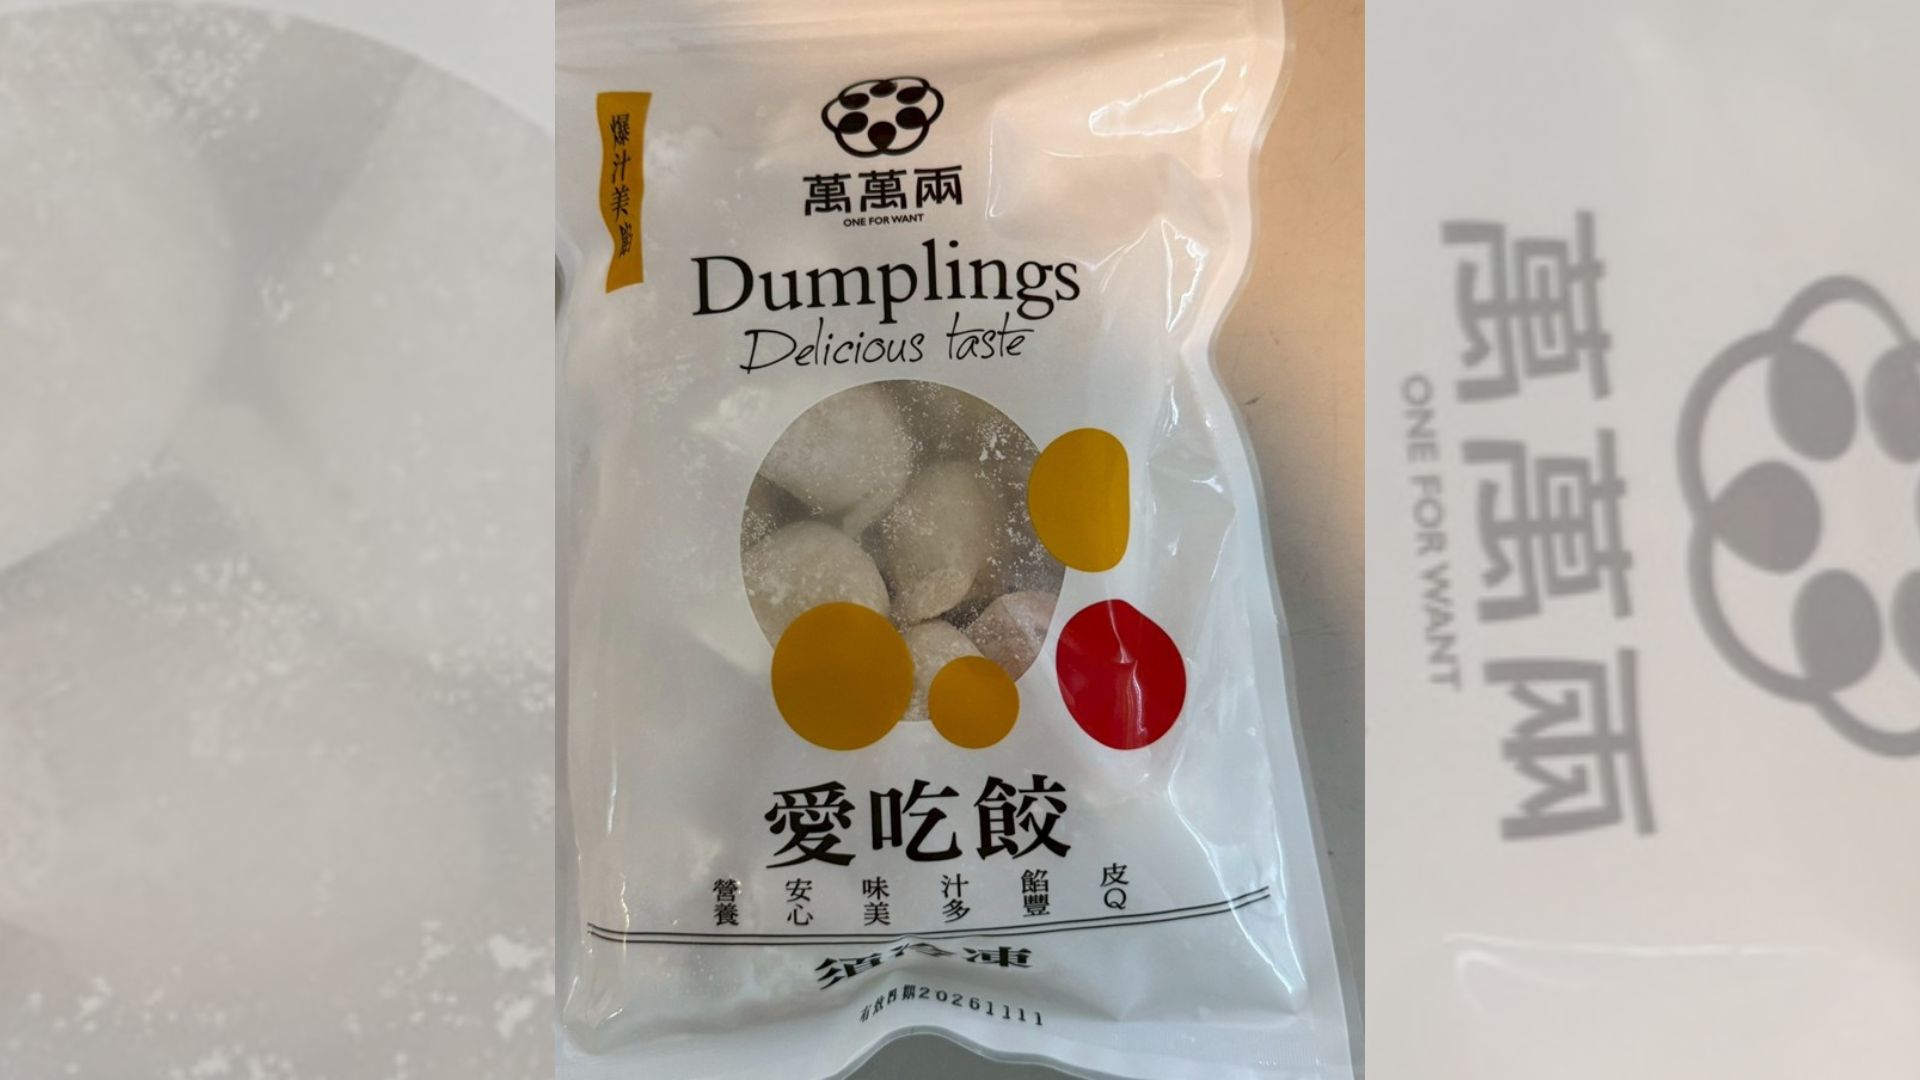 爆汁美餡
萬萬兩
ONE FOR WANT
Dumplings
Delicious taste
愛吃餃
營養 安心 味美 汁多 餡豐 皮Q
須冷凍
有效日期20261111
萬萬兩
ONE FOR WANT